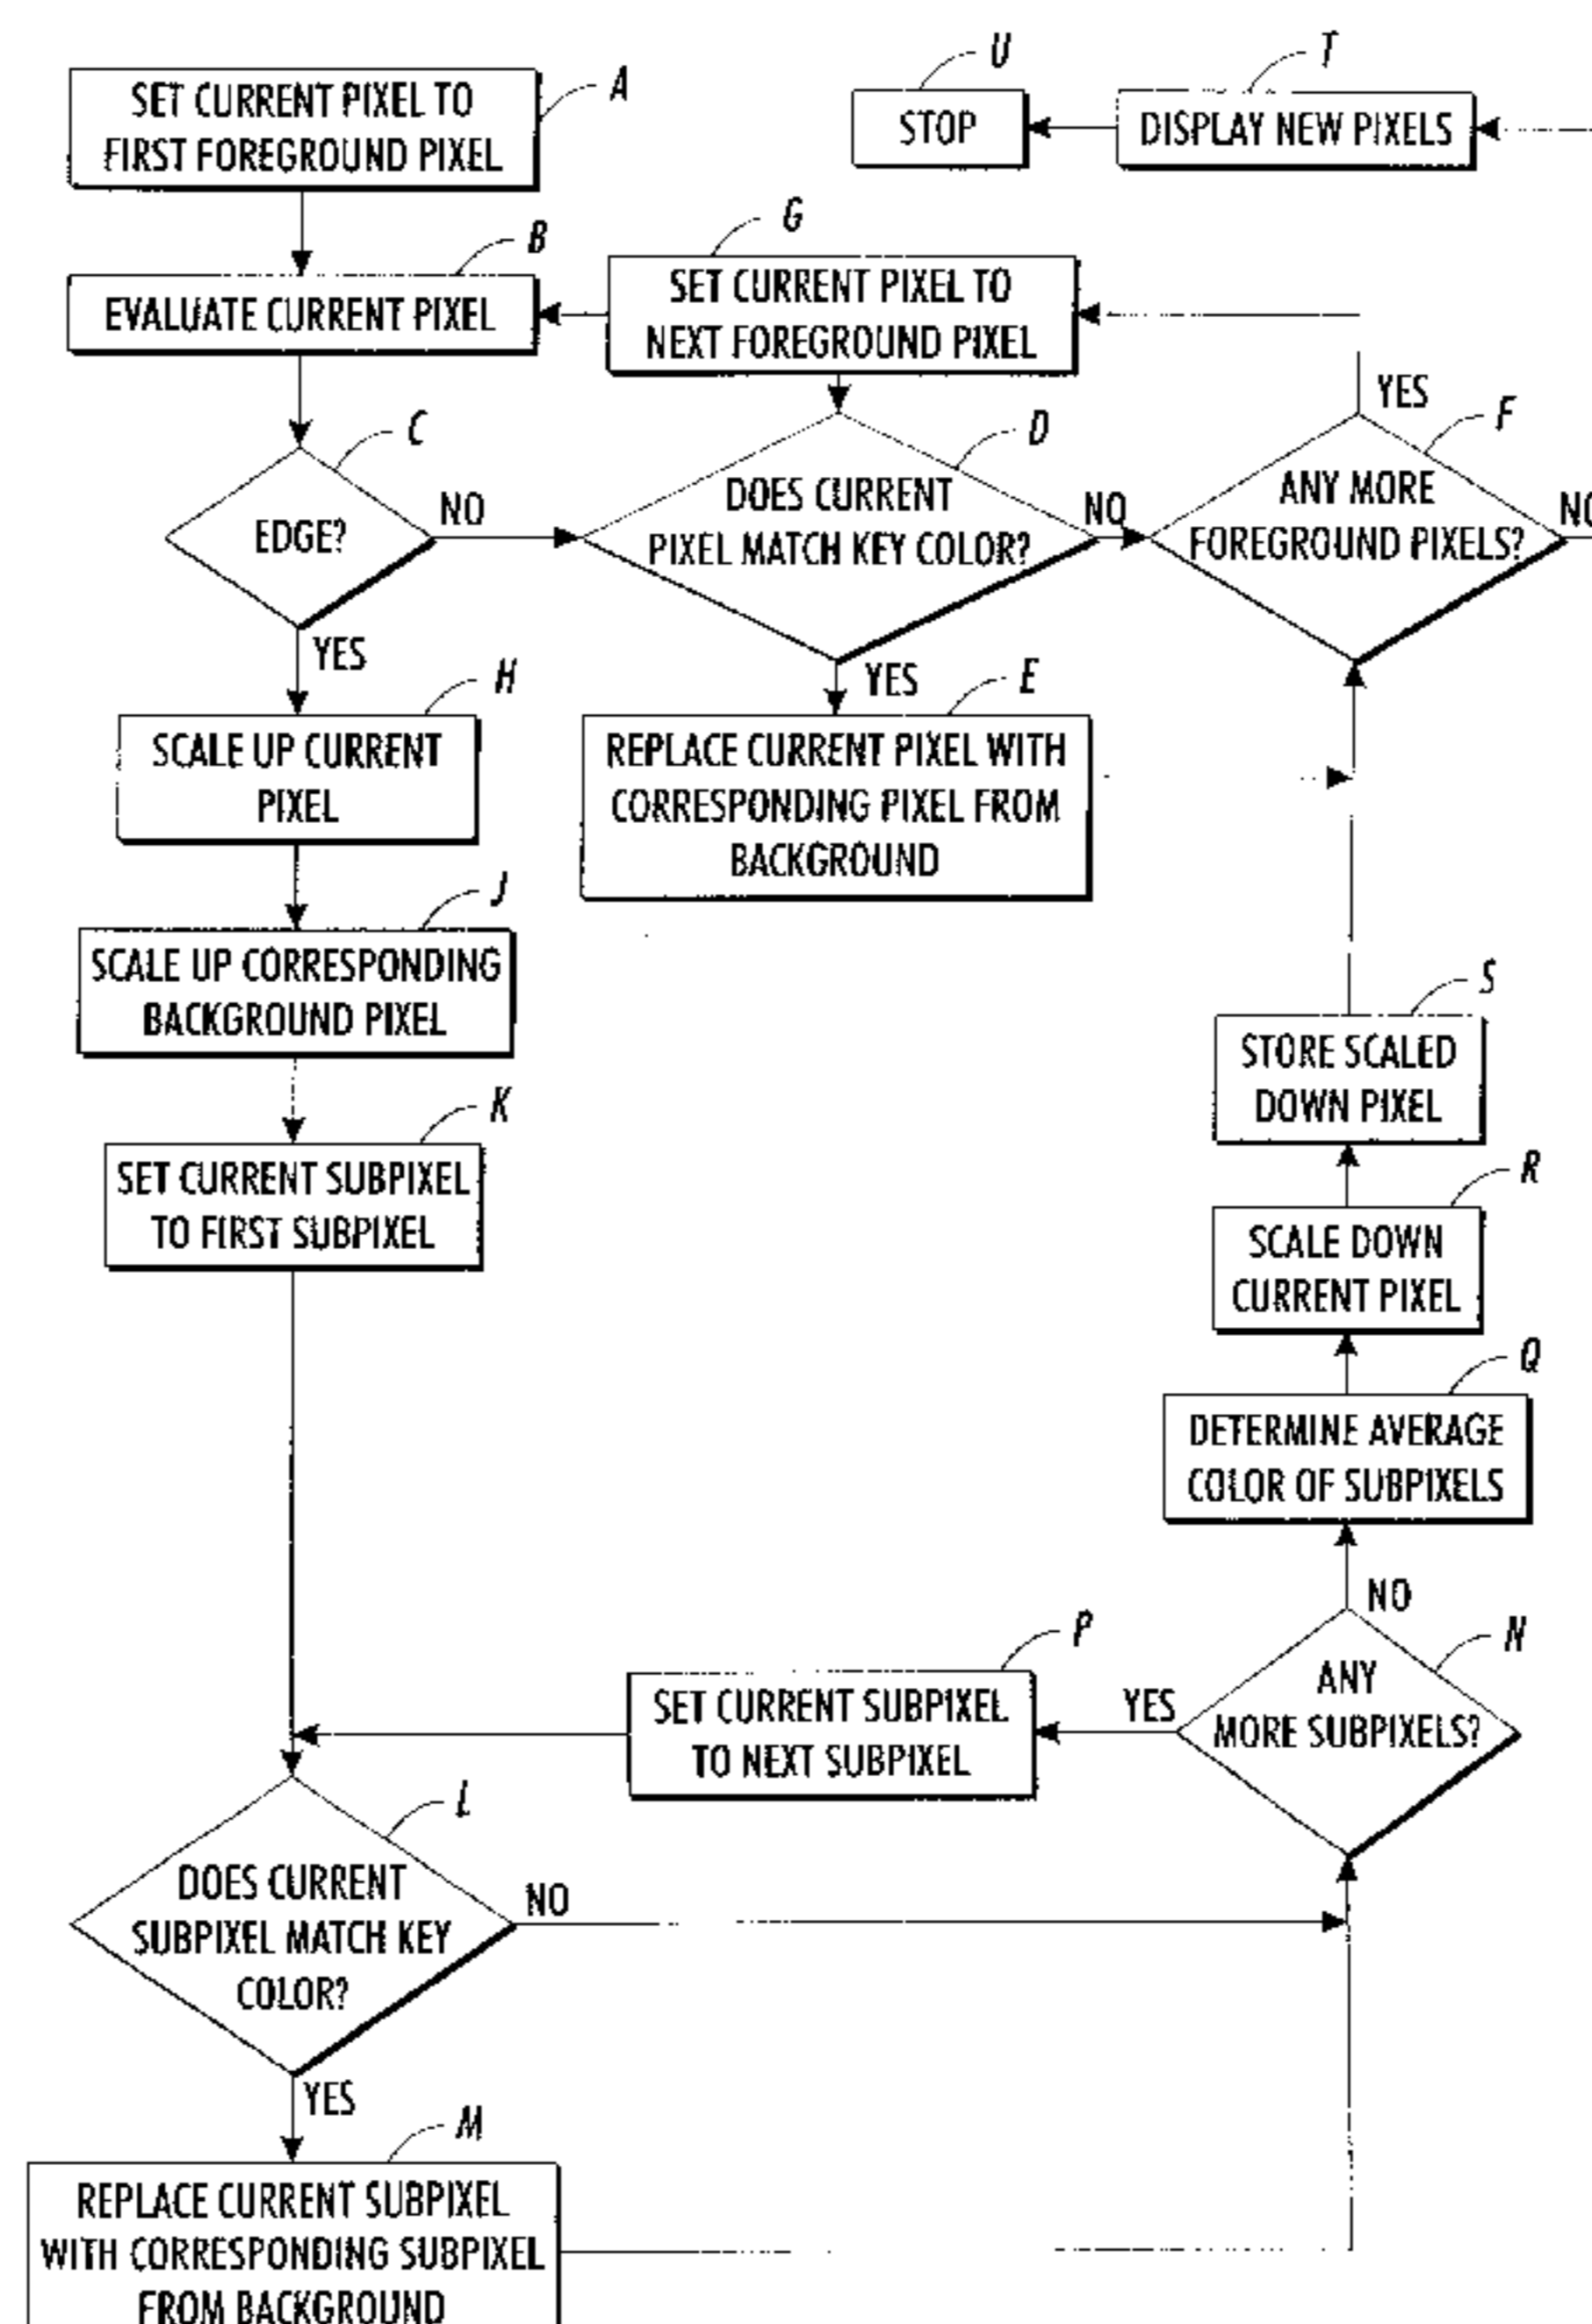 A
SET CURRENT PIXEL TO
FIRST FOREGROUND PIXEL
U
STOP
T
DISPLAY NEW PIXELS
B
EVALUATE CURRENT PIXEL
G
SET CURRENT PIXEL TO
NEXT FOREGROUND PIXEL
C
EDGE?
NO
YES
D
DOES CURRENT
PIXEL MATCH KEY COLOR?
NO
YES
F
ANY MORE
FOREGROUND PIXELS?
YES
NO
H
SCALE UP CURRENT
PIXEL
E
REPLACE CURRENT PIXEL WITH
CORRESPONDING PIXEL FROM
BACKGROUND
J
SCALE UP CORRESPONDING
BACKGROUND PIXEL
K
SET CURRENT SUBPIXEL
TO FIRST SUBPIXEL
S
STORE SCALED
DOWN PIXEL
R
SCALE DOWN
CURRENT PIXEL
Q
DETERMINE AVERAGE
COLOR OF SUBPIXELS
NO
N
ANY
MORE SUBPIXELS?
YES
P
SET CURRENT SUBPIXEL
TO NEXT SUBPIXEL
L
DOES CURRENT
SUBPIXEL MATCH KEY
COLOR?
NO
YES
M
REPLACE CURRENT SUBPIXEL
WITH CORRESPONDING SUBPIXEL
FROM BACKGROUND